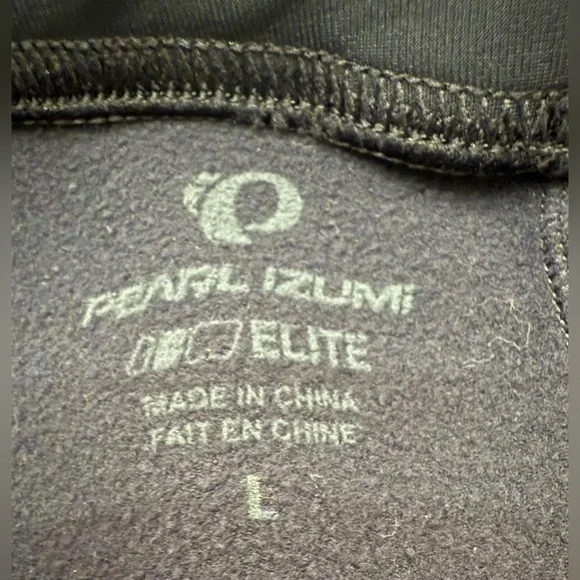 PEARL IZUMI
ELITE
MADE IN CHINA
FAIT EN CHINE
L